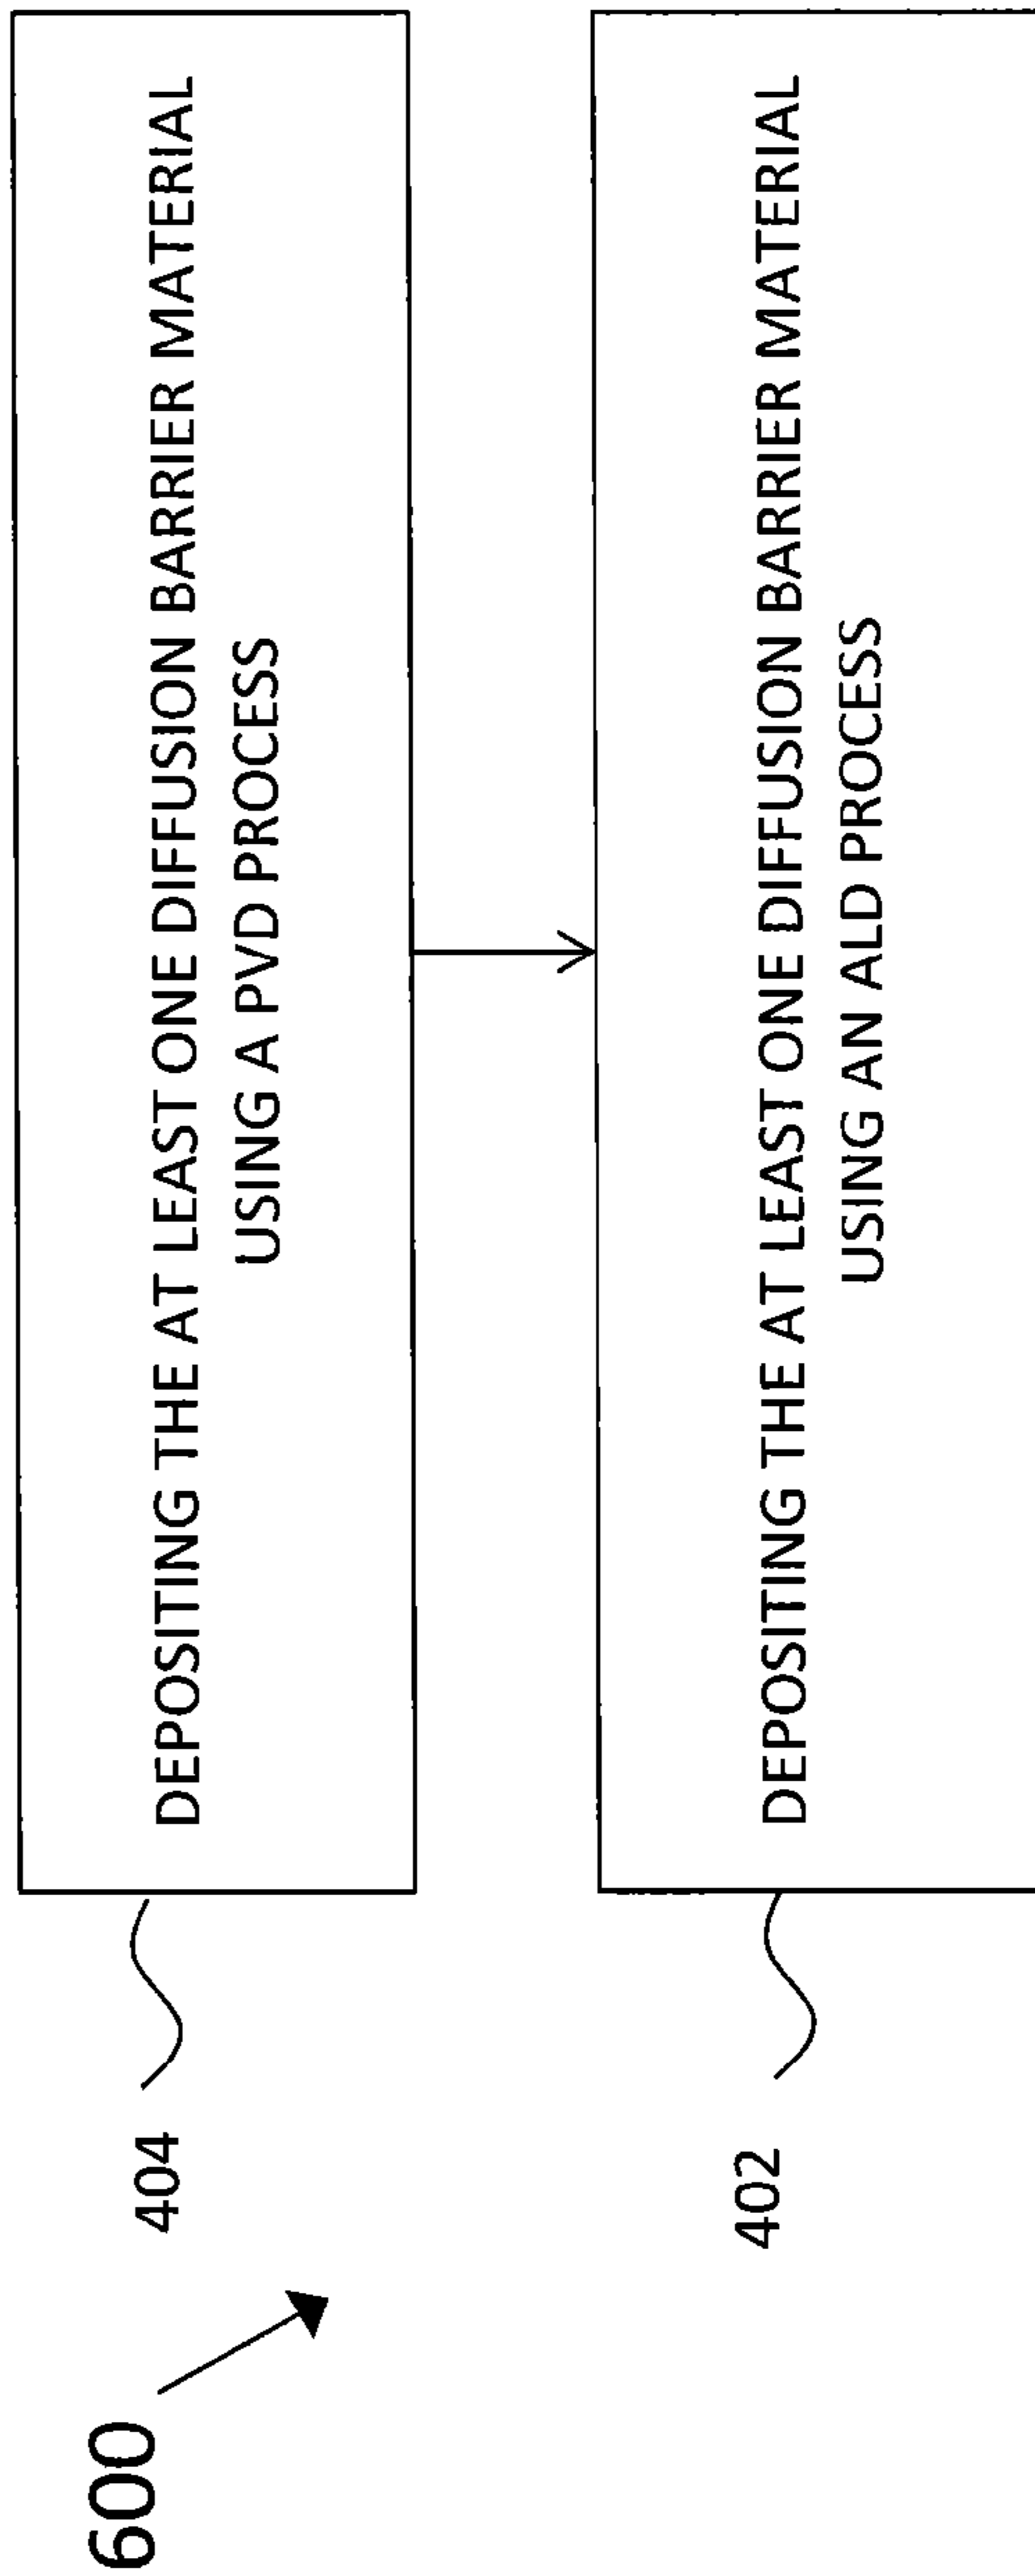 600
404
DEPOSITING THE AT LEAST ONE DIFFUSION BARRIER MATERIAL
USING A PVD PROCESS
402
DEPOSITING THE AT LEAST ONE DIFFUSION BARRIER MATERIAL
USING AN ALD PROCESS